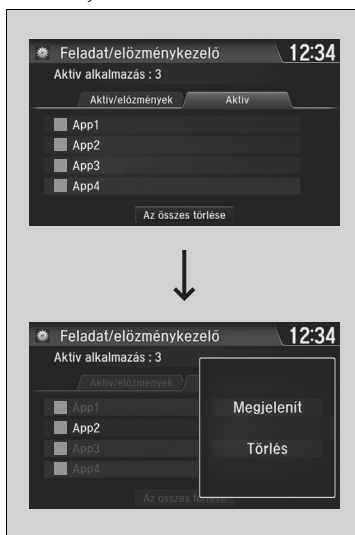 Feladat/előzménykezelő 12:34
Aktív alkalmazás : 3
Aktív/előzmények Aktív
App1
App2
App3
App4
Az összes törlése
Feladat/előzménykezelő 12:34
Aktív alkalmazás : 3
Aktív/előzmények
App1
App2
App3
App4
Megjelenít
Törlés
Az összes törlése